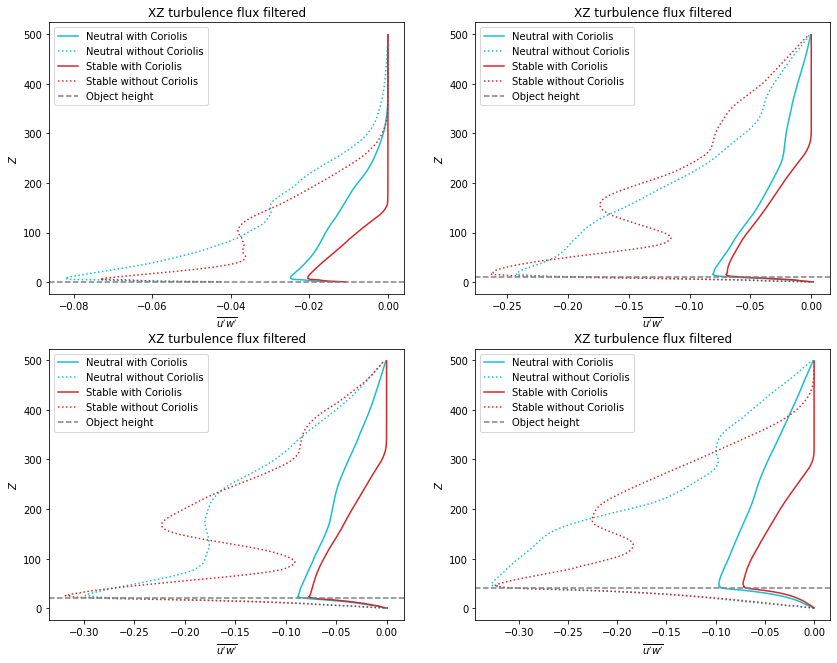 XZ turbulence flux filtered
500
400
300
200
100
0
Z
Neutral with Coriolis
Neutral without Coriolis
Stable with Coriolis
Stable without Coriolis
Object height
−0.08 −0.06 −0.04 −0.02 0.00
u'w'
XZ turbulence flux filtered
500
400
300
200
100
0
Z
Neutral with Coriolis
Neutral without Coriolis
Stable with Coriolis
Stable without Coriolis
Object height
−0.25 −0.20 −0.15 −0.10 −0.05 0.00
u'w'
XZ turbulence flux filtered
500
400
300
200
100
0
Z
Neutral with Coriolis
Neutral without Coriolis
Stable with Coriolis
Stable without Coriolis
Object height
−0.30 −0.25 −0.20 −0.15 −0.10 −0.05 0.00
u'w'
XZ turbulence flux filtered
500
400
300
200
100
0
Z
Neutral with Coriolis
Neutral without Coriolis
Stable with Coriolis
Stable without Coriolis
Object height
−0.30 −0.25 −0.20 −0.15 −0.10 −0.05 0.00
u'w'